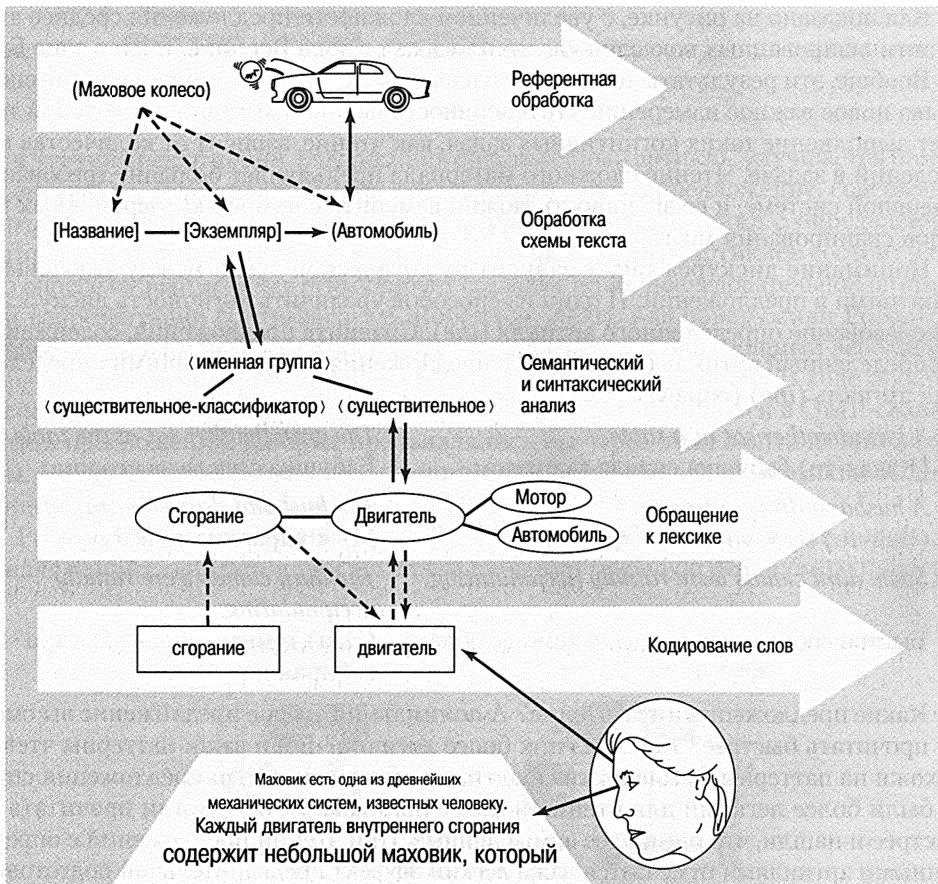 Референтная
обработка
(Маховое колесо)
Обработка
схемы текста
[Название]
[Экземпляр]
(Автомобиль)
Семантический
и синтаксический
анализ
⟨именная группа⟩
⟨существительное-классификатор⟩
⟨существительное⟩
Обращение
к лексике
Сгорание
Двигатель
Мотор
Автомобиль
Кодирование слов
сгорание
двигатель
Маховик есть одна из древнейших
механических систем, известных человеку.
Каждый двигатель внутреннего сгорания
содержит небольшой маховик, который